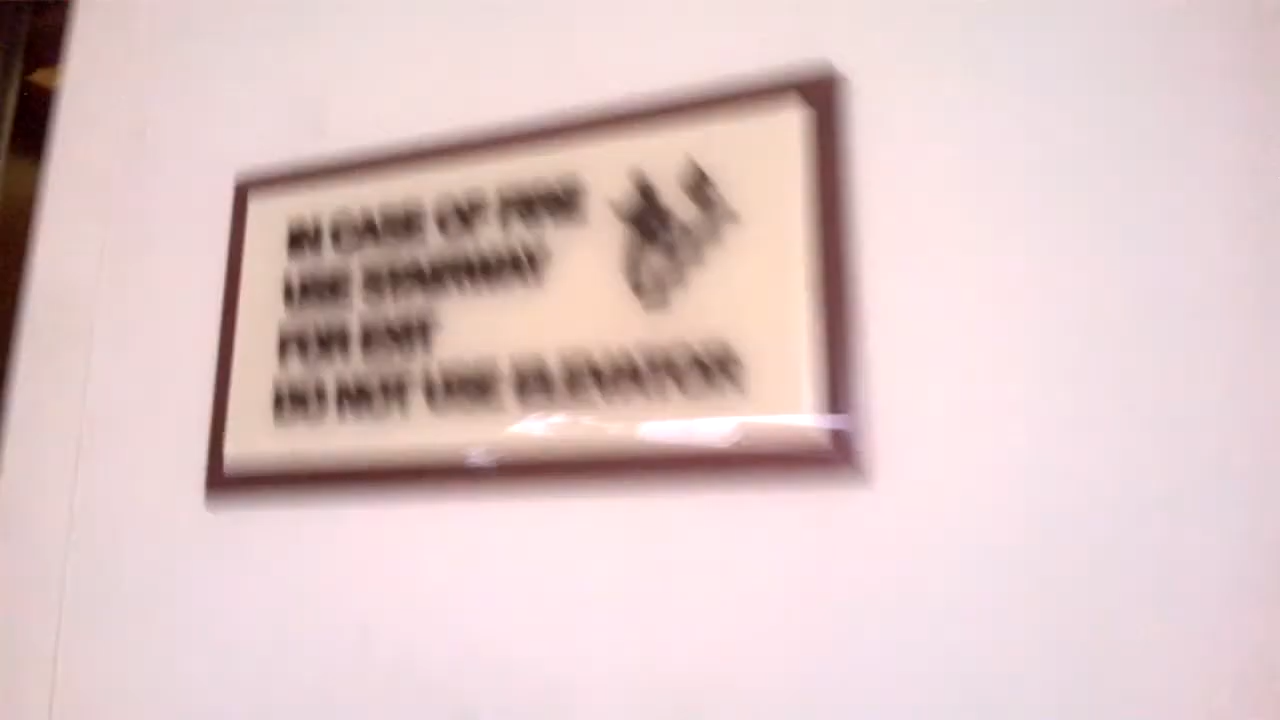 IN CASE OF FIRE
USE STAIRWAY
FOR EXIT
DO NOT USE ELEVATOR